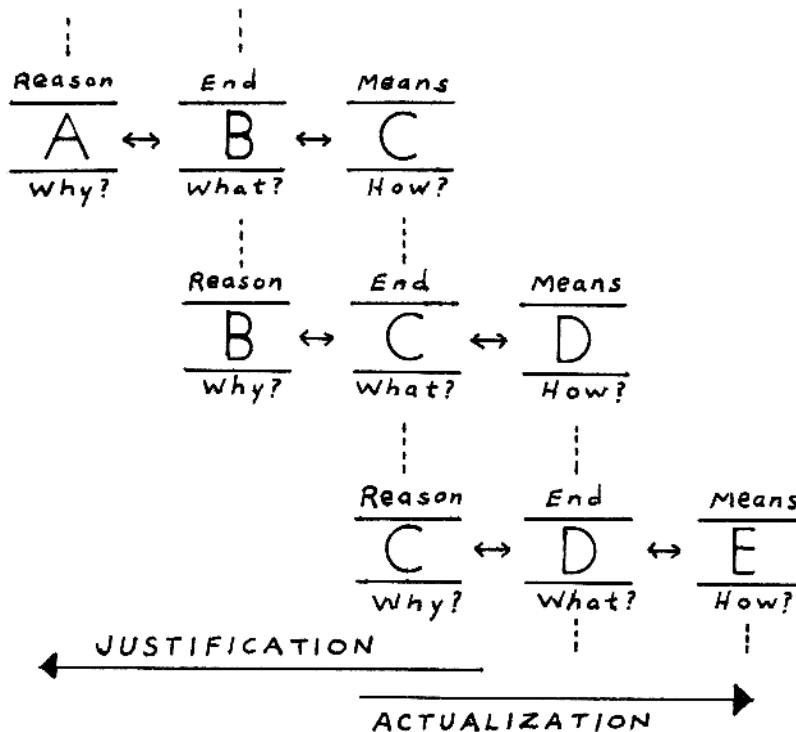 Reason End Means
A ↔ B ↔ C
Why? What? How?
Reason End Means
B ↔ C ↔ D
Why? What? How?
Reason End Means
C ↔ D ↔ E
Why? What? How?
JUSTIFICATION
ACTUALIZATION